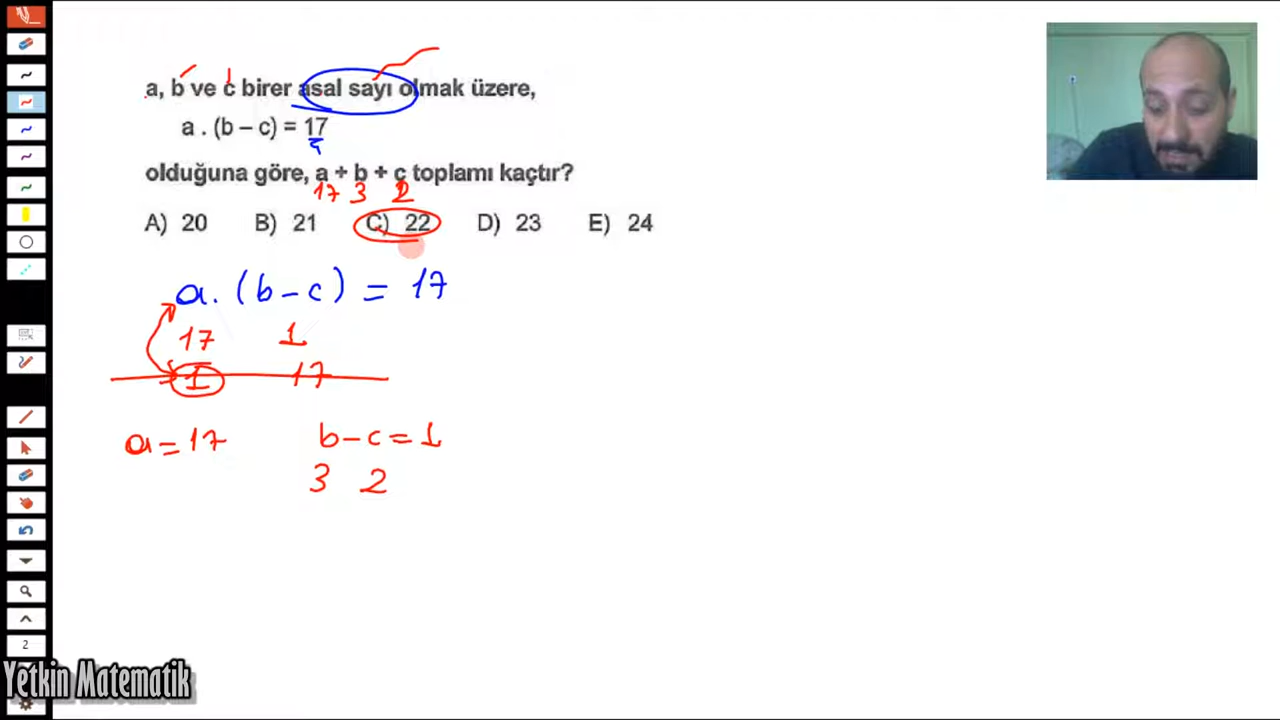 a, b ve c birer asal sayı olmak üzere,
a . (b – c) = 17
olduğuna göre, a + b + c toplamı kaçtır?
17 3 2
A) 20 B) 21 C) 22 D) 23 E) 24
a. (b – c) = 17
17 1
1 17
a = 17 b – c = 1
3 2
2
Yetkin Matematik